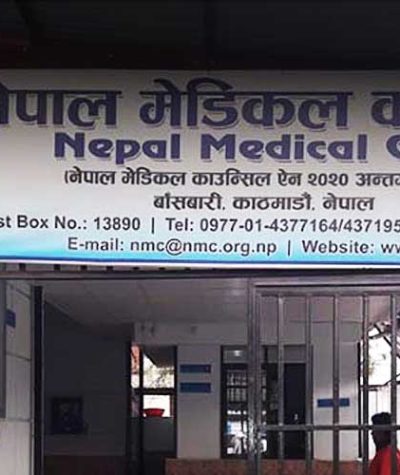 नेपाल मेडिकल क
Nepal Medical C
(नेपाल मेडिकल काउन्सिल ऐन २०२० अन्तर्ग
बाँसबारी, काठमाडौं, नेपाल
st Box No.: 13890 | Tel: 0977-01-4377164/437195
E-mail: nmc@nmc.org.np | Website: ww